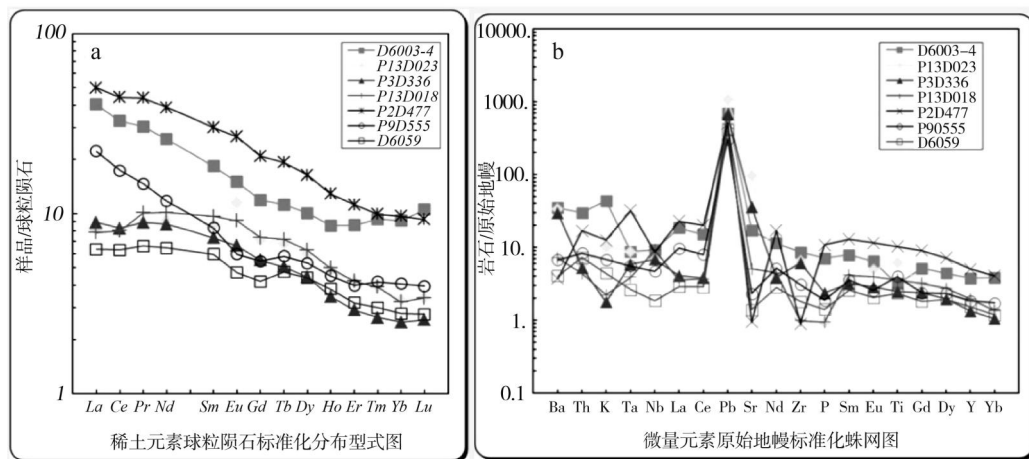 a
100
10
1
样品/球粒陨石
D6003-4
P13D023
P3D336
P13D018
P2D477
P9D555
D6059
La Ce Pr Nd Sm Eu Gd Tb Dy Ho Er Tm Yb Lu
稀土元素球粒陨石标准化分布型式图
b
10000.
1000.
100.
10.
1.
0.1
岩石/原始地幔
D6003-4
P13D023
P3D336
P13D018
P2D477
P90555
D6059
Ba Th K Ta Nb La Ce Pb Sr Nd Zr P Sm Eu Ti Gd Dy Y Yb
微量元素原始地幔标准化蛛网图